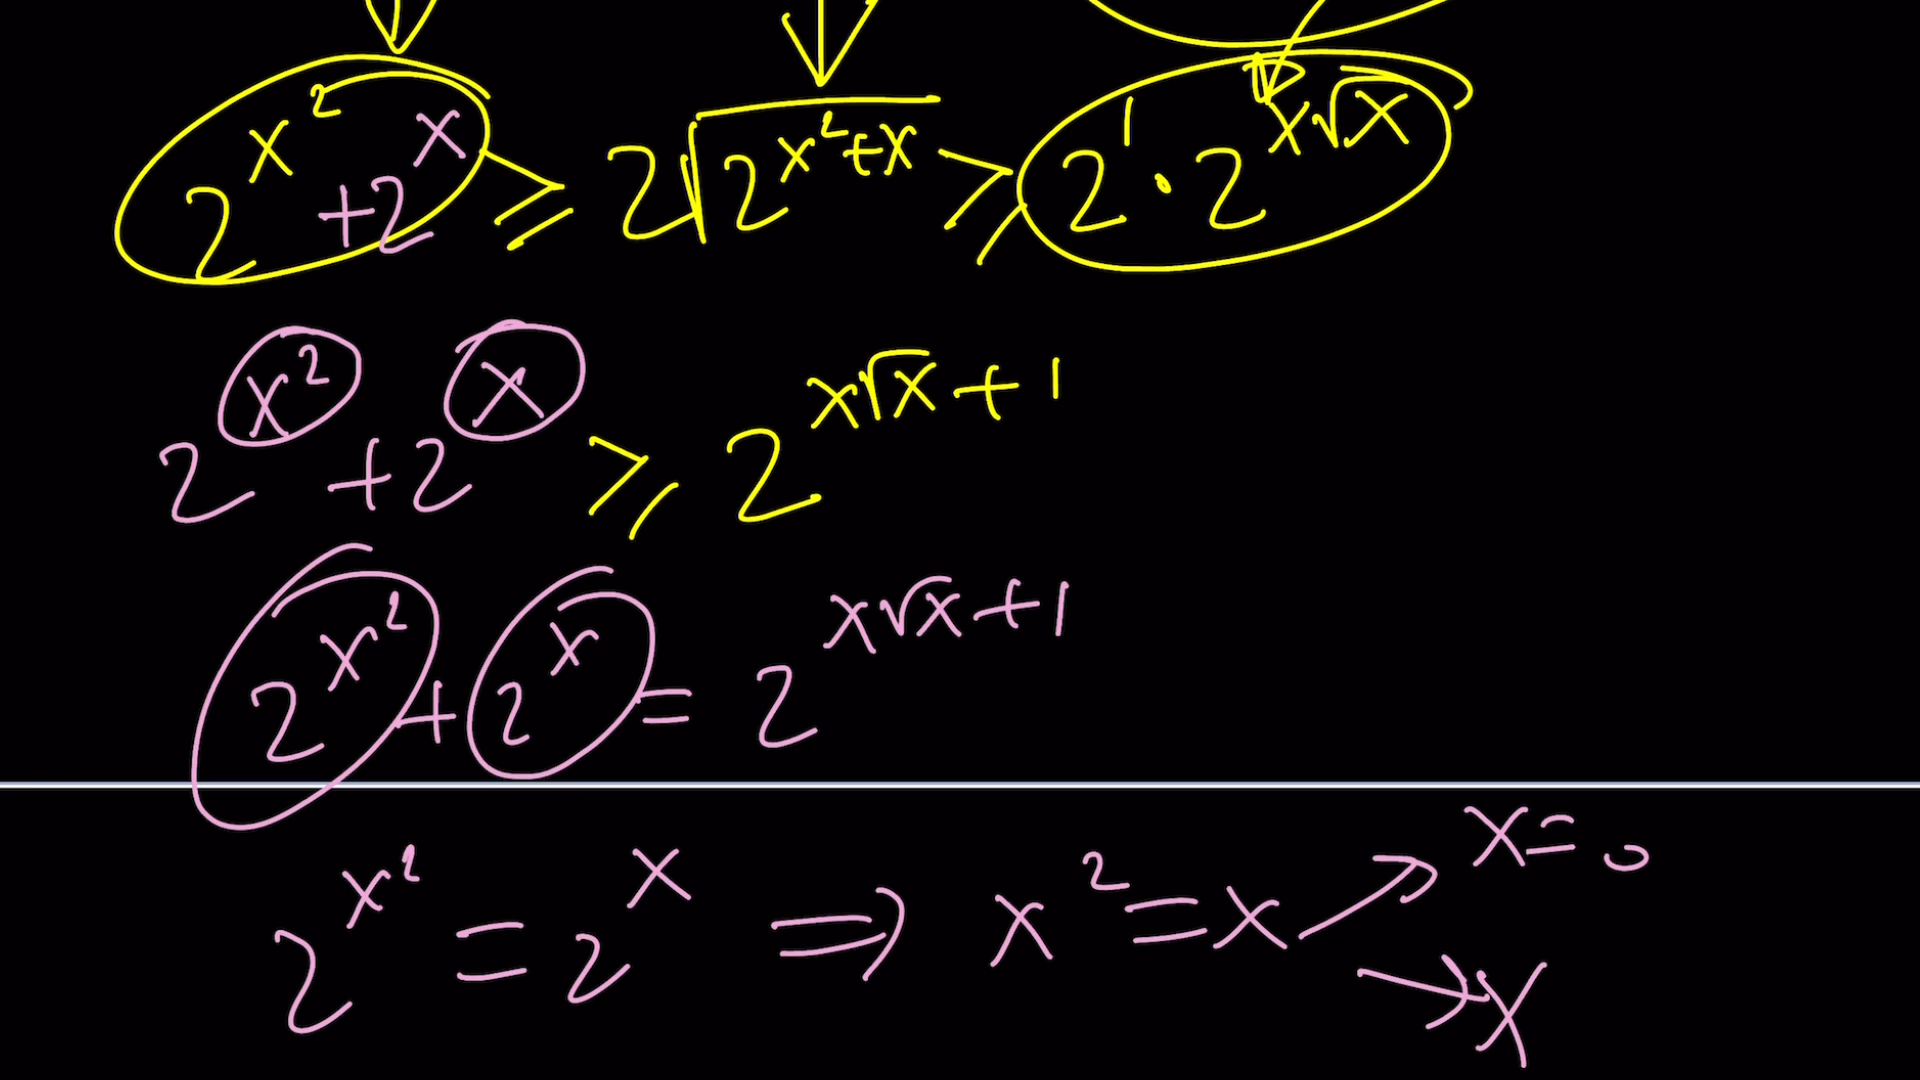 2^{x^2} + 2^x ≥ 2√(2^{x^2+x}) ≥ 2^1 · 2^{x√x}
2^{x^2} + 2^x ≥ 2^{x√x+1}
2^{x^2} + 2^x = 2^{x√x+1}
2^{x^2} = 2^x ⇒ x^2 = x → x = 0
→ x